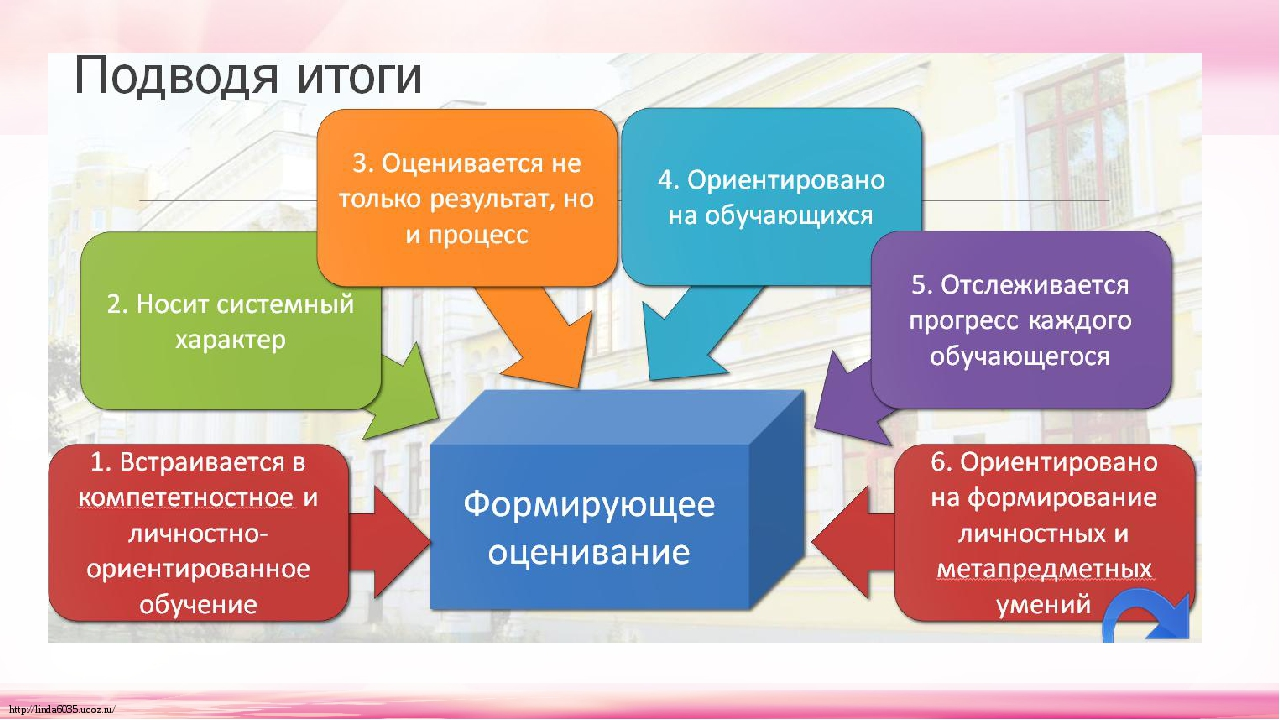 Подводя итоги
3. Оценивается не
только результат, но
и процесс
4. Ориентировано
на обучающихся
2. Носит системный
характер
5. Отслеживается
прогресс каждого
обучающегося
1. Встраивается в
компететностное и
личностно-
ориентированное
обучение
Формирующее
оценивание
6. Ориентировано
на формирование
личностных и
метапредметных
умений
http://linda6035.ucoz.ru/